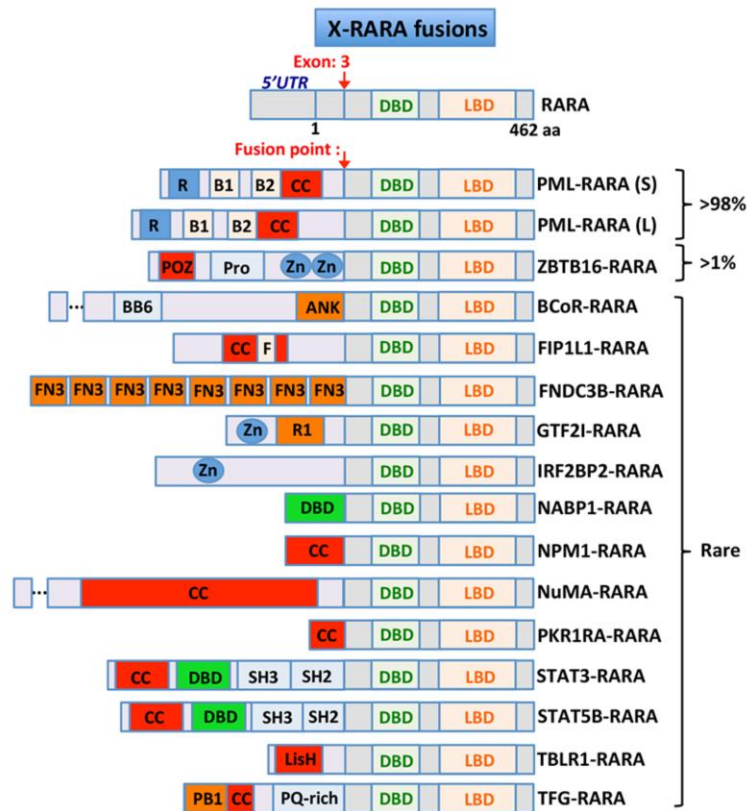 X-RARA fusions
Exon: 3
5'UTR
DBD LBD RARA
1 462 aa
Fusion point :
R B1 B2 CC DBD LBD PML-RARA (S)
>98%
R B1 B2 CC DBD LBD PML-RARA (L)
POZ Pro Zn Zn DBD LBD ZBTB16-RARA >1%
... BB6 ANK DBD LBD BCoR-RARA
CC F DBD LBD FIP1L1-RARA
FN3 FN3 FN3 FN3 FN3 FN3 FN3 FN3 DBD LBD FNDC3B-RARA
Zn R1 DBD LBD GTF2I-RARA
Zn DBD LBD IRF2BP2-RARA
DBD DBD LBD NABP1-RARA
CC DBD LBD NPM1-RARA
Rare
... CC DBD LBD NuMA-RARA
CC DBD LBD PKR1RA-RARA
CC DBD SH3 SH2 DBD LBD STAT3-RARA
CC DBD SH3 SH2 DBD LBD STAT5B-RARA
LisH DBD LBD TBLR1-RARA
PB1 CC PQ-rich DBD LBD TFG-RARA